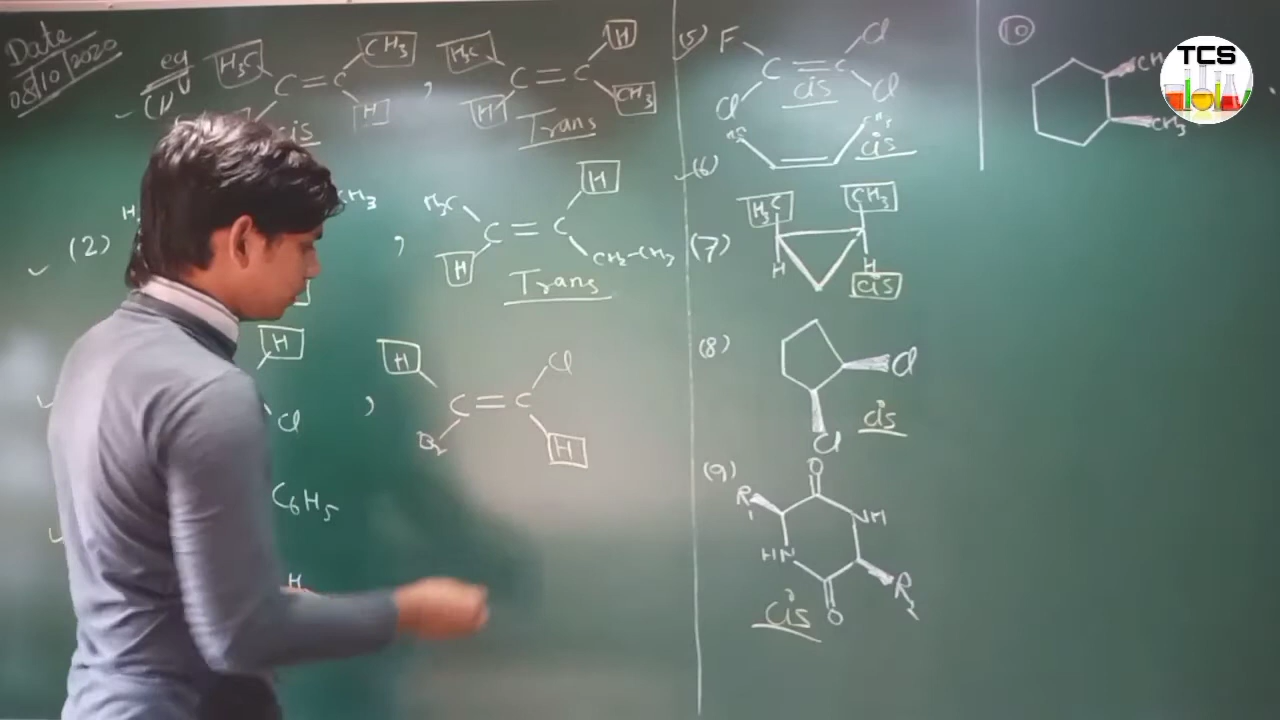 Date
08/10/2020
eg
(1)
H₃C CH₃
C=C
H
cis
,
H₃C H
C=C
H CH₃
Trans
(2)
CH₃
,
H₃C H
C=C
H CH₂-CH₃
Trans
H
Cl
,
H Cl
C=C
Br H
C₆H₅
H
(5)
F Cl
C=C
Cl Cl
cis
(6)
cis
(7)
H₃C CH₃
H H
cis
(8)
Cl
Cl
cis
(9)
O
R₁
NH
HN
R₂
O
cis
10
CH₃
TCS